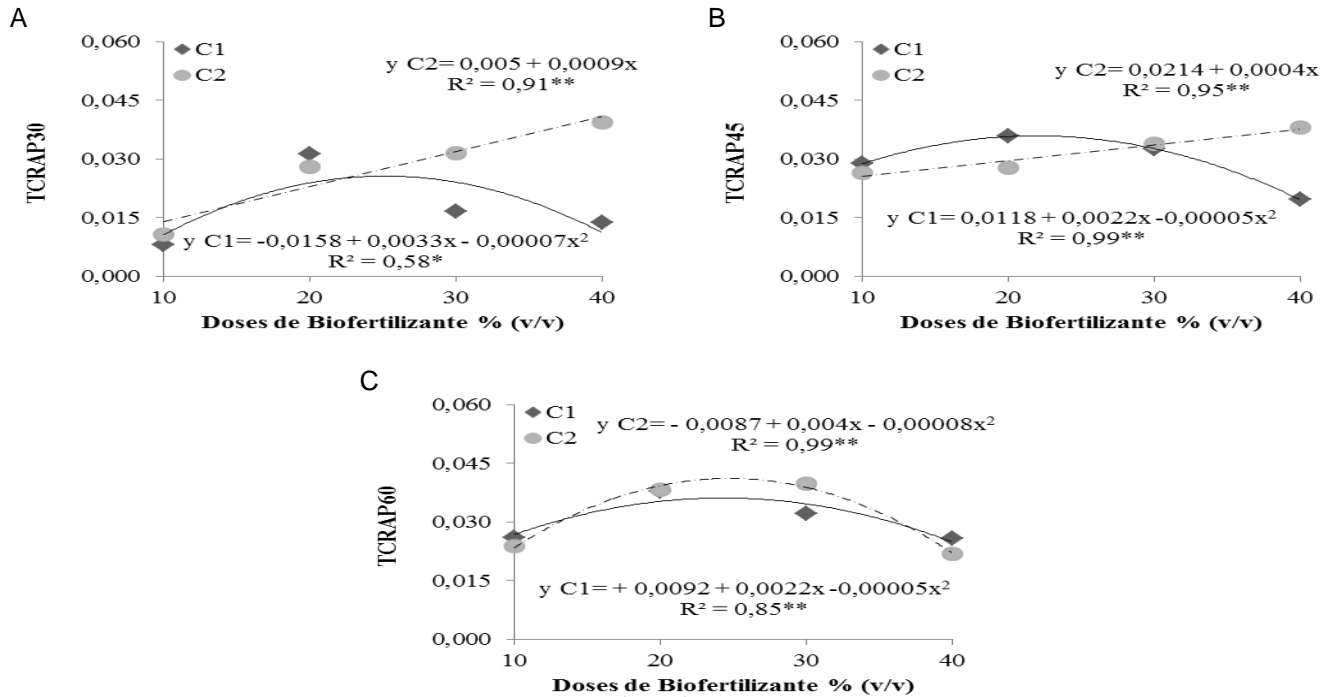 A
0,060
0,045
0,030
0,015
0,000
TCRAP30
C1
C2
y C2= 0,005 + 0,0009x
R² = 0,91**
y C1= -0,0158 + 0,0033x - 0,00007x²
R² = 0,58*
10 20 30 40
Doses de Biofertilizante % (v/v)
B
0,060
0,045
0,030
0,015
0,000
TCRAP45
C1
C2
y C2= 0,0214 + 0,0004x
R² = 0,95**
y C1= 0,0118 + 0,0022x -0,00005x²
R² = 0,99**
10 20 30 40
Doses de Biofertilizante % (v/v)
C
0,060
0,045
0,030
0,015
0,000
TCRAP60
C1
C2
y C2= - 0,0087 + 0,004x - 0,00008x²
R² = 0,99**
y C1= + 0,0092 + 0,0022x -0,00005x²
R² = 0,85**
10 20 30 40
Doses de Biofertilizante % (v/v)